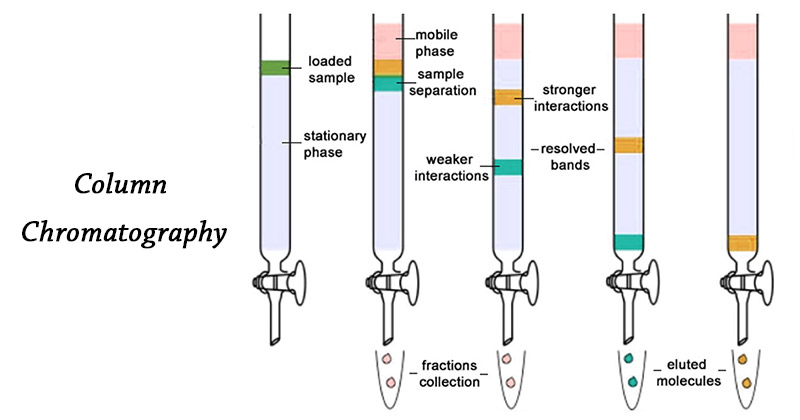 Column
Chromatography
loaded
sample
stationary
phase
mobile
phase
sample
separation
weaker
interactions
stronger
interactions
resolved
bands
fractions
collection
eluted
molecules